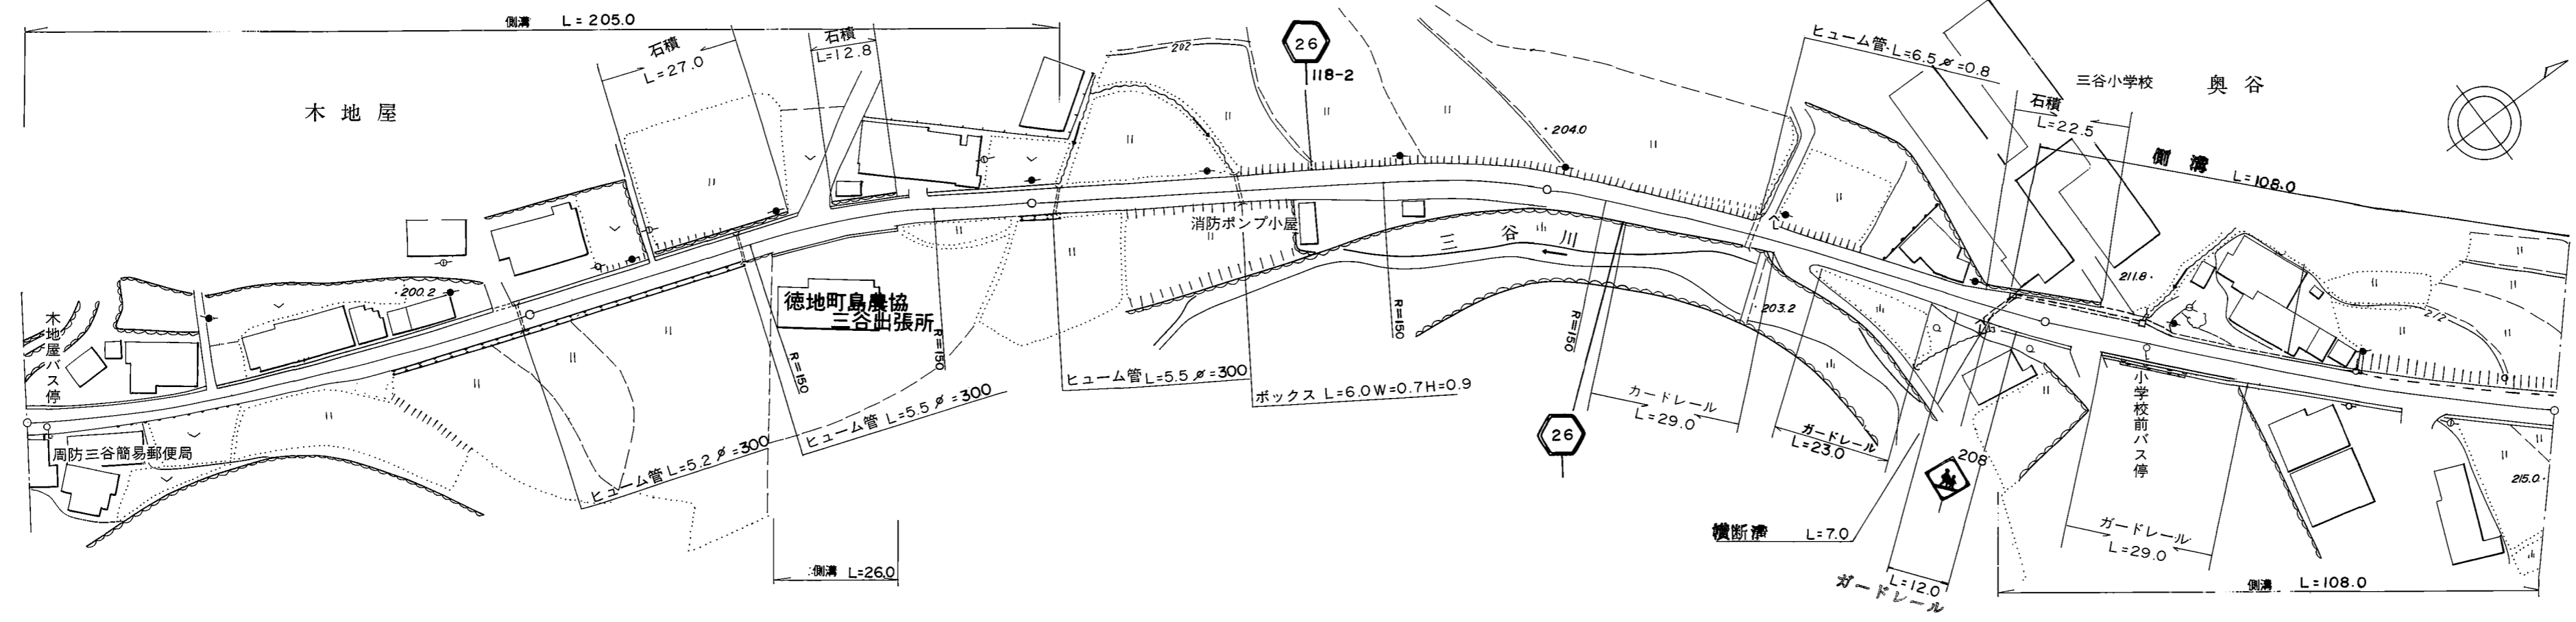 側溝 L=205.0
石積
L=27.0
石積
L=12.8
202
26
118-2
ヒューム管 L=6.5 ø=0.8
三谷小学校
奥谷
石積
L=22.5
側溝 L=108.0
木地屋
204.0
200.2
消防ポンプ小屋
三谷川
211.8
212
203.2
徳地町島農協
三谷出張所
木地屋バス停
周防三谷簡易郵便局
R=150
R=150
R=150
R=150
ヒューム管 L=5.2 ø=300
ヒューム管 L=5.5 ø=300
ヒューム管 L=5.5 ø=300
ボックス L=6.0 W=0.7 H=0.9
ガードレール
L=29.0
ガードレール
L=23.0
26
208
小学校前バス停
215.0
横断溝 L=7.0
ガードレール
L=29.0
L=12.0
ガードレール
側溝 L=26.0
側溝 L=108.0